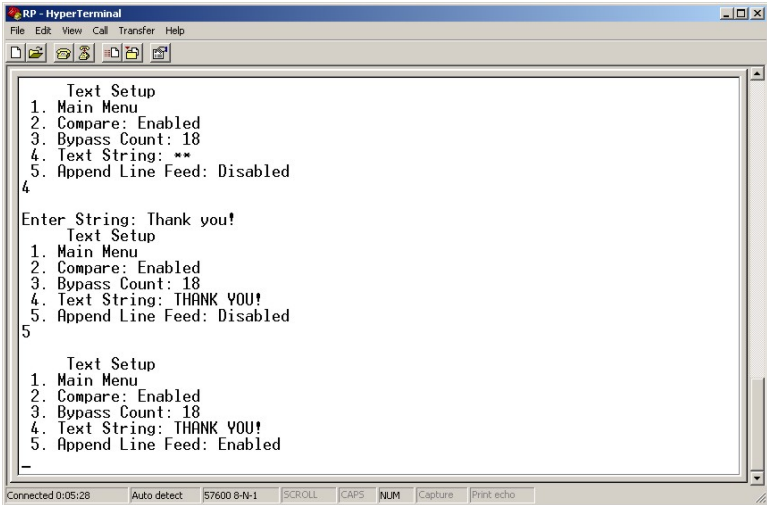 RP - HyperTerminal
File Edit View Call Transfer Help
Text Setup
1. Main Menu
2. Compare: Enabled
3. Bypass Count: 18
4. Text String: **
5. Append Line Feed: Disabled
4
Enter String: Thank you!
Text Setup
1. Main Menu
2. Compare: Enabled
3. Bypass Count: 18
4. Text String: THANK YOU!
5. Append Line Feed: Disabled
5
Text Setup
1. Main Menu
2. Compare: Enabled
3. Bypass Count: 18
4. Text String: THANK YOU!
5. Append Line Feed: Enabled
_
Connected 0:05:28 Auto detect 57600 8-N-1 SCROLL CAPS NUM Capture Print echo